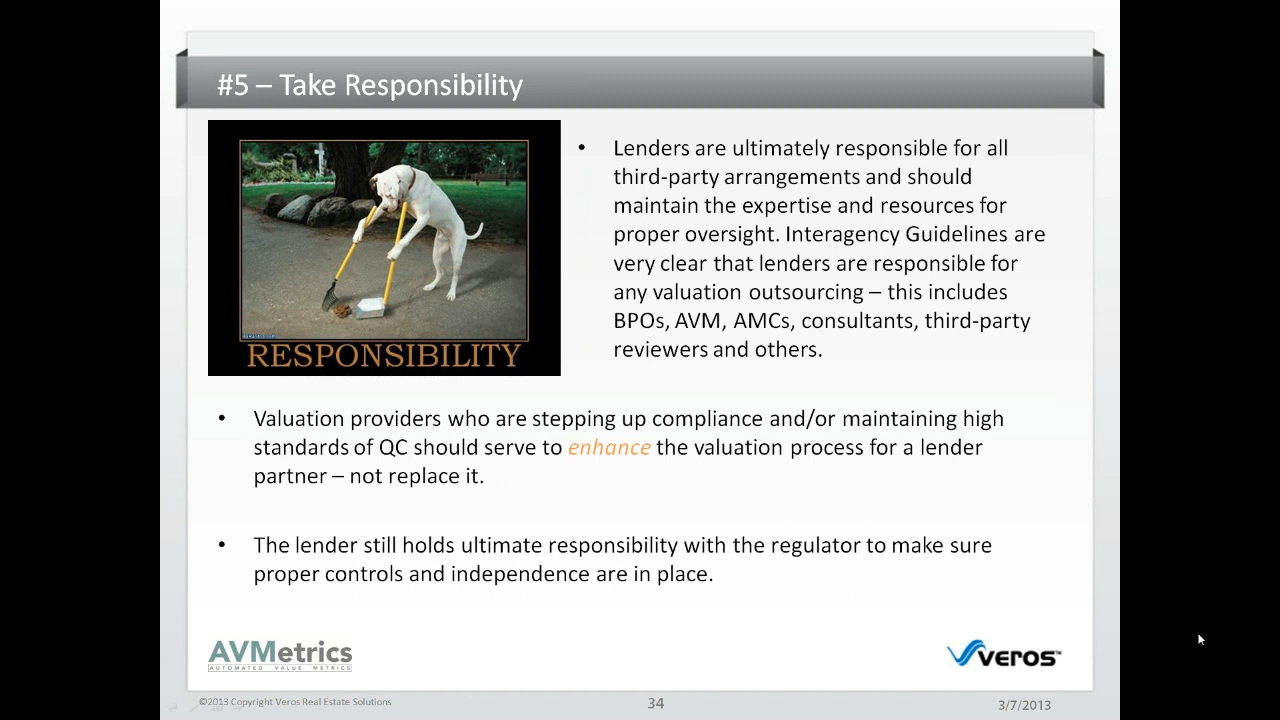 #5 – Take Responsibility
RESPONSIBILITY
• Lenders are ultimately responsible for all
third-party arrangements and should
maintain the expertise and resources for
proper oversight. Interagency Guidelines are
very clear that lenders are responsible for
any valuation outsourcing – this includes
BPOs, AVM, AMCs, consultants, third-party
reviewers and others.
• Valuation providers who are stepping up compliance and/or maintaining high
standards of QC should serve to enhance the valuation process for a lender
partner – not replace it.
• The lender still holds ultimate responsibility with the regulator to make sure
proper controls and independence are in place.
AVMetrics
AUTOMATED VALUE METRICS
VEROS™
©2013 Copyright Veros Real Estate Solutions
34
3/7/2013